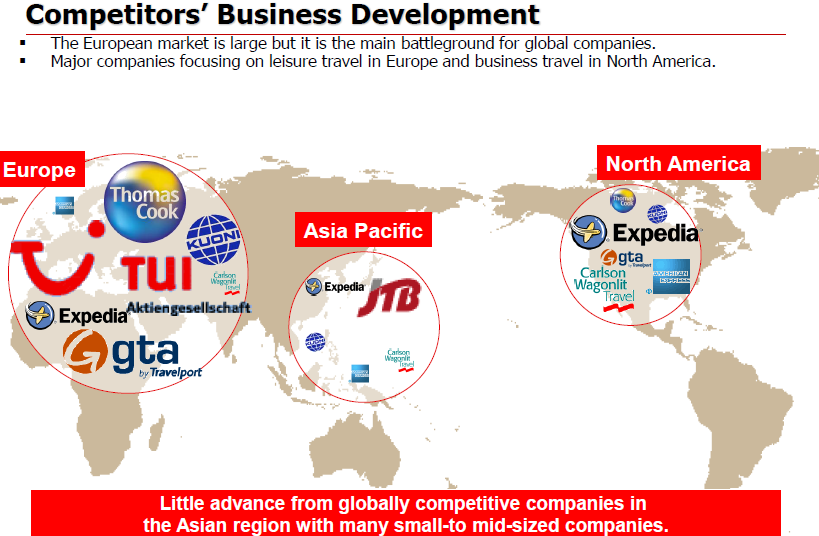 Competitors' Business Development
▪ The European market is large but it is the main battleground for global companies.
▪ Major companies focusing on leisure travel in Europe and business travel in North America.
Europe
Thomas
Cook
KUONI
TUI
Carlson
Wagonlit
Travel
Aktiengesellschaft
Expedia
gta
by Travelport
Asia Pacific
Expedia
JTB
KUONI
Carlson
Wagonlit
Travel
North America
Thomas
Cook
KUONI
Expedia
gta
by Travelport
Carlson
Wagonlit
Travel
AMERICAN
EXPRESS
Little advance from globally competitive companies in
the Asian region with many small-to mid-sized companies.